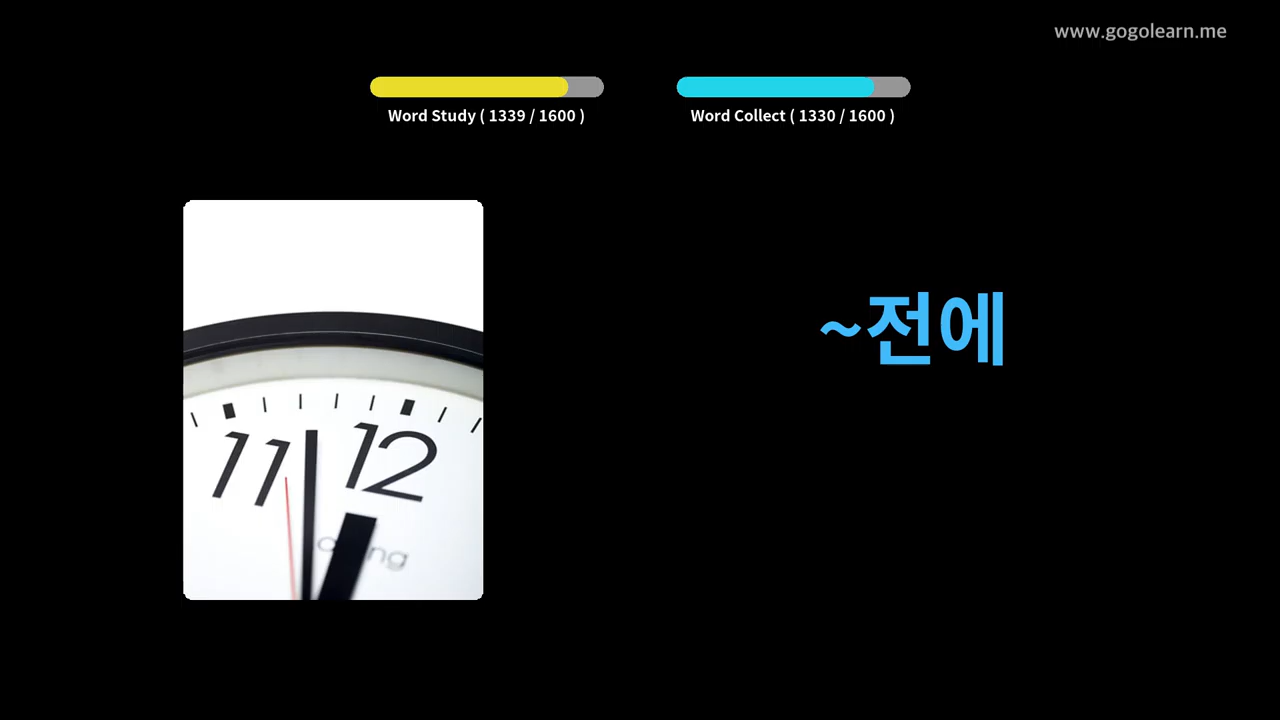 www.gogolearn.me
Word Study ( 1339 / 1600 )
Word Collect ( 1330 / 1600 )
~전에
11
12